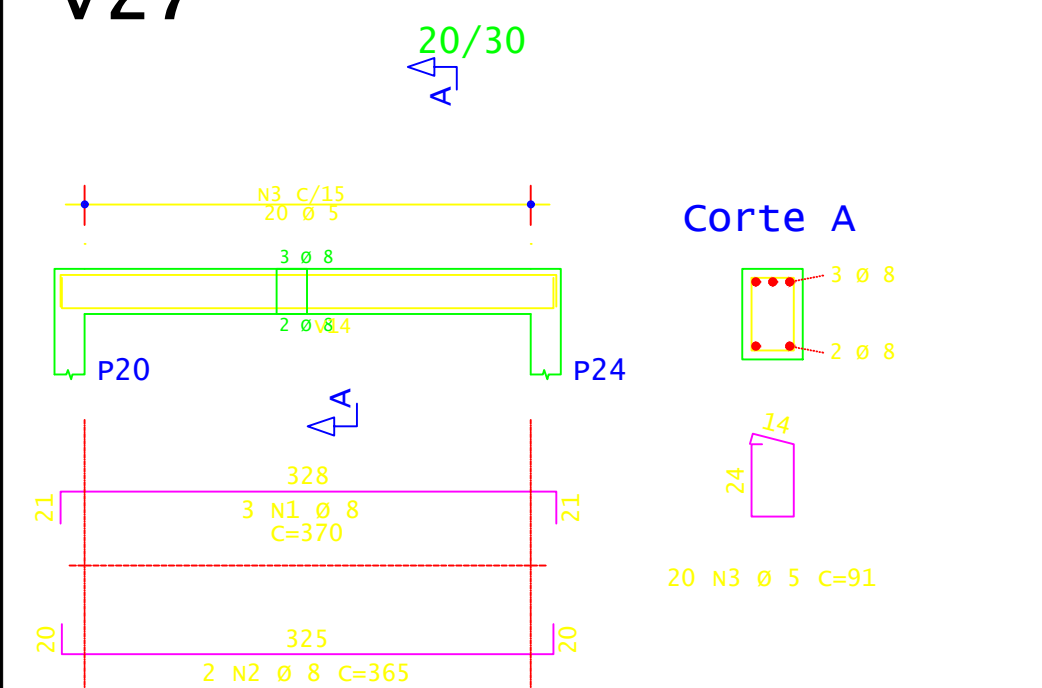 20/30
A
N3 C/15
20 Ø 5
Corte A
3 Ø 8
3 Ø 8
2 Ø 8
V14
2 Ø 8
P20
P24
A
14
328
24
21
21
3 N1 Ø 8
C=370
20 N3 Ø 5 C=91
325
20
20
2 N2 Ø 8 C=365